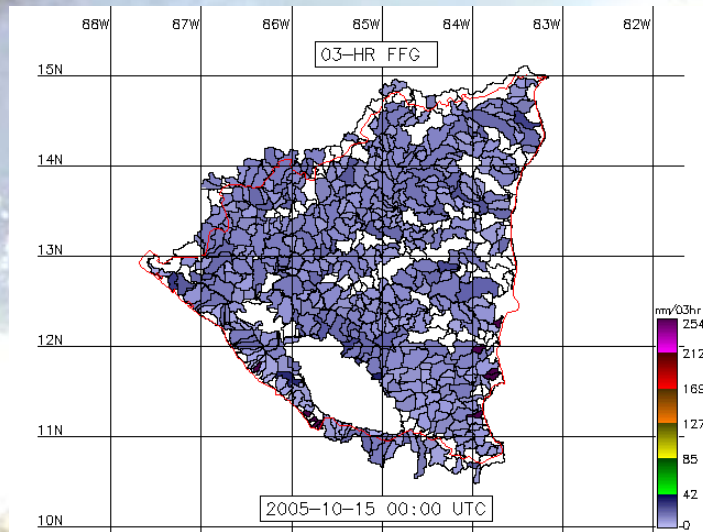 88W 87W 86W 85W 84W 83W 82W
03-HR FFG
15N
14N
13N
12N
11N
10N
mm/03hr
254
212
169
127
85
42
0
2005-10-15 00:00 UTC